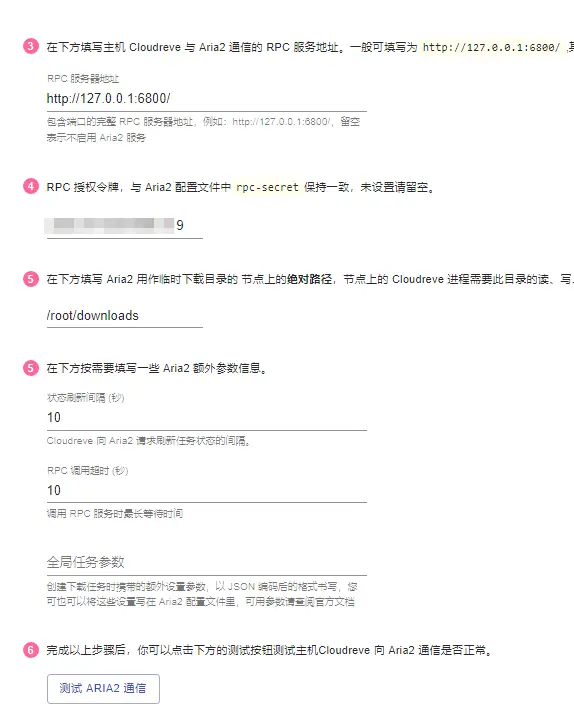 3 在下方填写主机 Cloudreve 与 Aria2 通信的 RPC 服务地址。一般可填写为 http://127.0.0.1:6800/ ,
RPC 服务器地址
http://127.0.0.1:6800/
包含端口的完整 RPC 服务器地址，例如：http://127.0.0.1:6800/，留空
表示不启用 Aria2 服务
4 RPC 授权令牌，与 Aria2 配置文件中 rpc-secret 保持一致，未设置请留空。
9
5 在下方填写 Aria2 用作临时下载目录的 节点上的绝对路径，节点上的 Cloudreve 进程需要此目录的读、写、
/root/downloads
5 在下方按需要填写一些 Aria2 额外参数信息。
状态刷新间隔 (秒)
10
Cloudreve 向 Aria2 请求刷新任务状态的间隔。
RPC 调用超时 (秒)
10
调用 RPC 服务时最长等待时间
全局任务参数
创建下载任务时携带的额外设置参数，以 JSON 编码后的格式书写，您
可也可以将这些设置写在 Aria2 配置文件里，可用参数请查阅官方文档
6 完成以上步骤后，你可以点击下方的测试按钮测试主机Cloudreve 向 Aria2 通信是否正常。
测试 ARIA2 通信